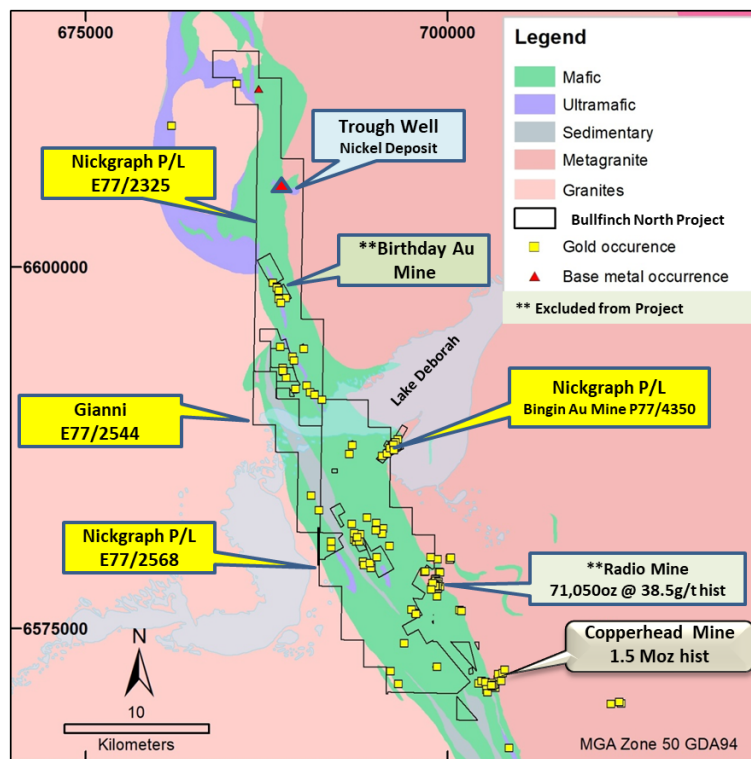 675000
700000
Legend
Mafic
Ultramafic
Sedimentary
Metagranite
Granites
Bullfinch North Project
Gold occurence
Base metal occurrence
** Excluded from Project
Trough Well
Nickel Deposit
Nickgraph P/L
E77/2325
6600000
**Birthday Au
Mine
Lake Deborah
Nickgraph P/L
Bingin Au Mine P77/4350
Gianni
E77/2544
Nickgraph P/L
E77/2568
**Radio Mine
71,050oz @ 38.5g/t hist
6575000
Copperhead Mine
1.5 Moz hist
N
10
Kilometers
MGA Zone 50 GDA94